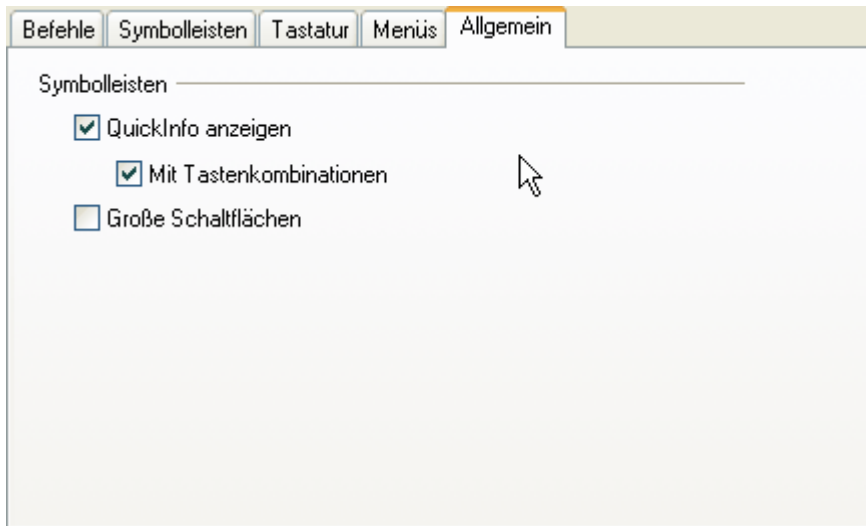 Befehle Symbolleisten Tastatur Menüs Allgemein
Symbolleisten
QuickInfo anzeigen
Mit Tastenkombinationen
Große Schaltflächen